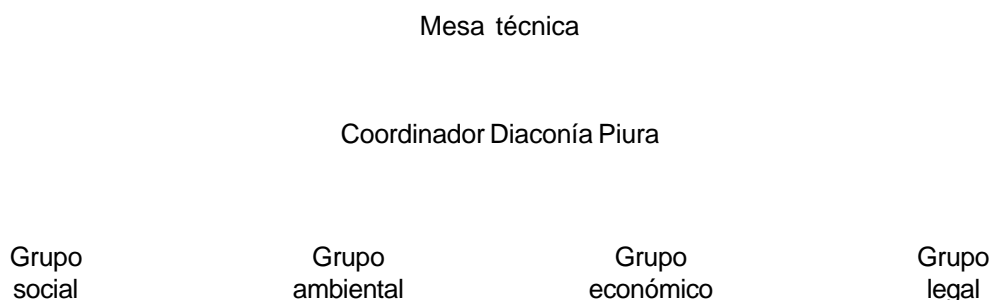 Mesa técnica
Coordinador Diaconía Piura
Grupo social
Grupo ambiental
Grupo económico
Grupo legal